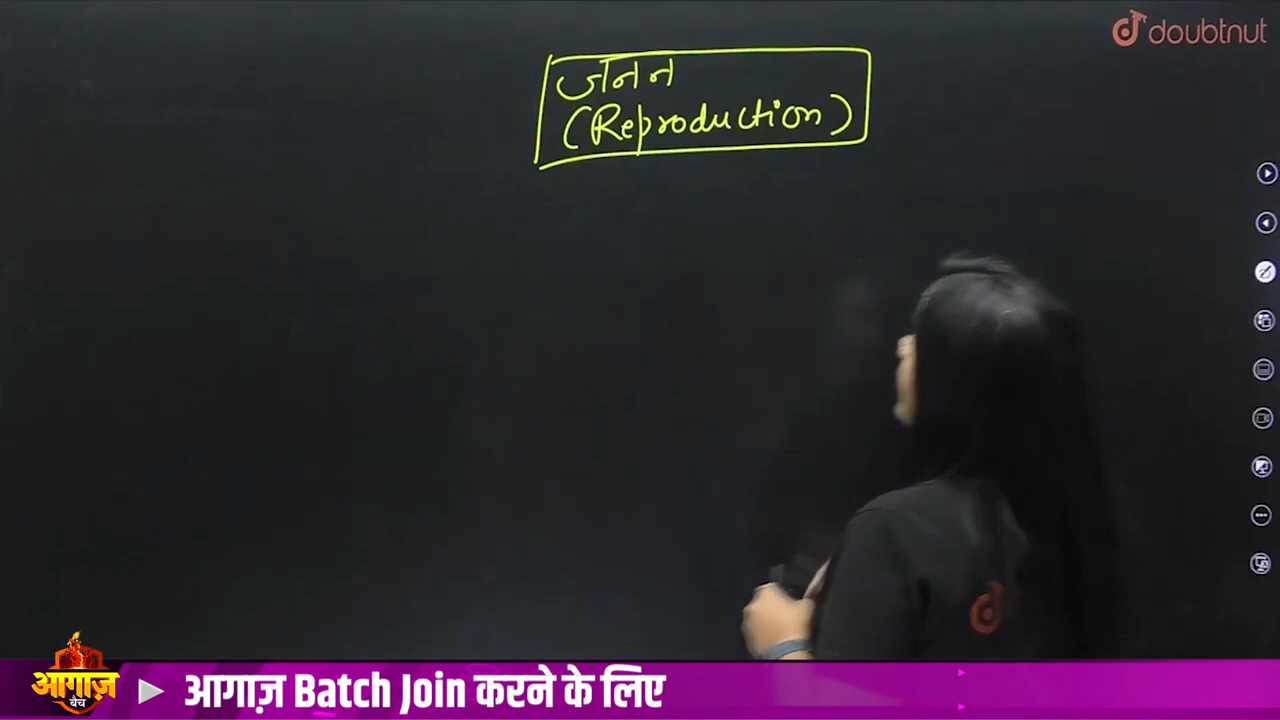 doubtnut
जनन
(Reproduction)
आगाज़
बैच
आगाज़ Batch Join करने के लिए